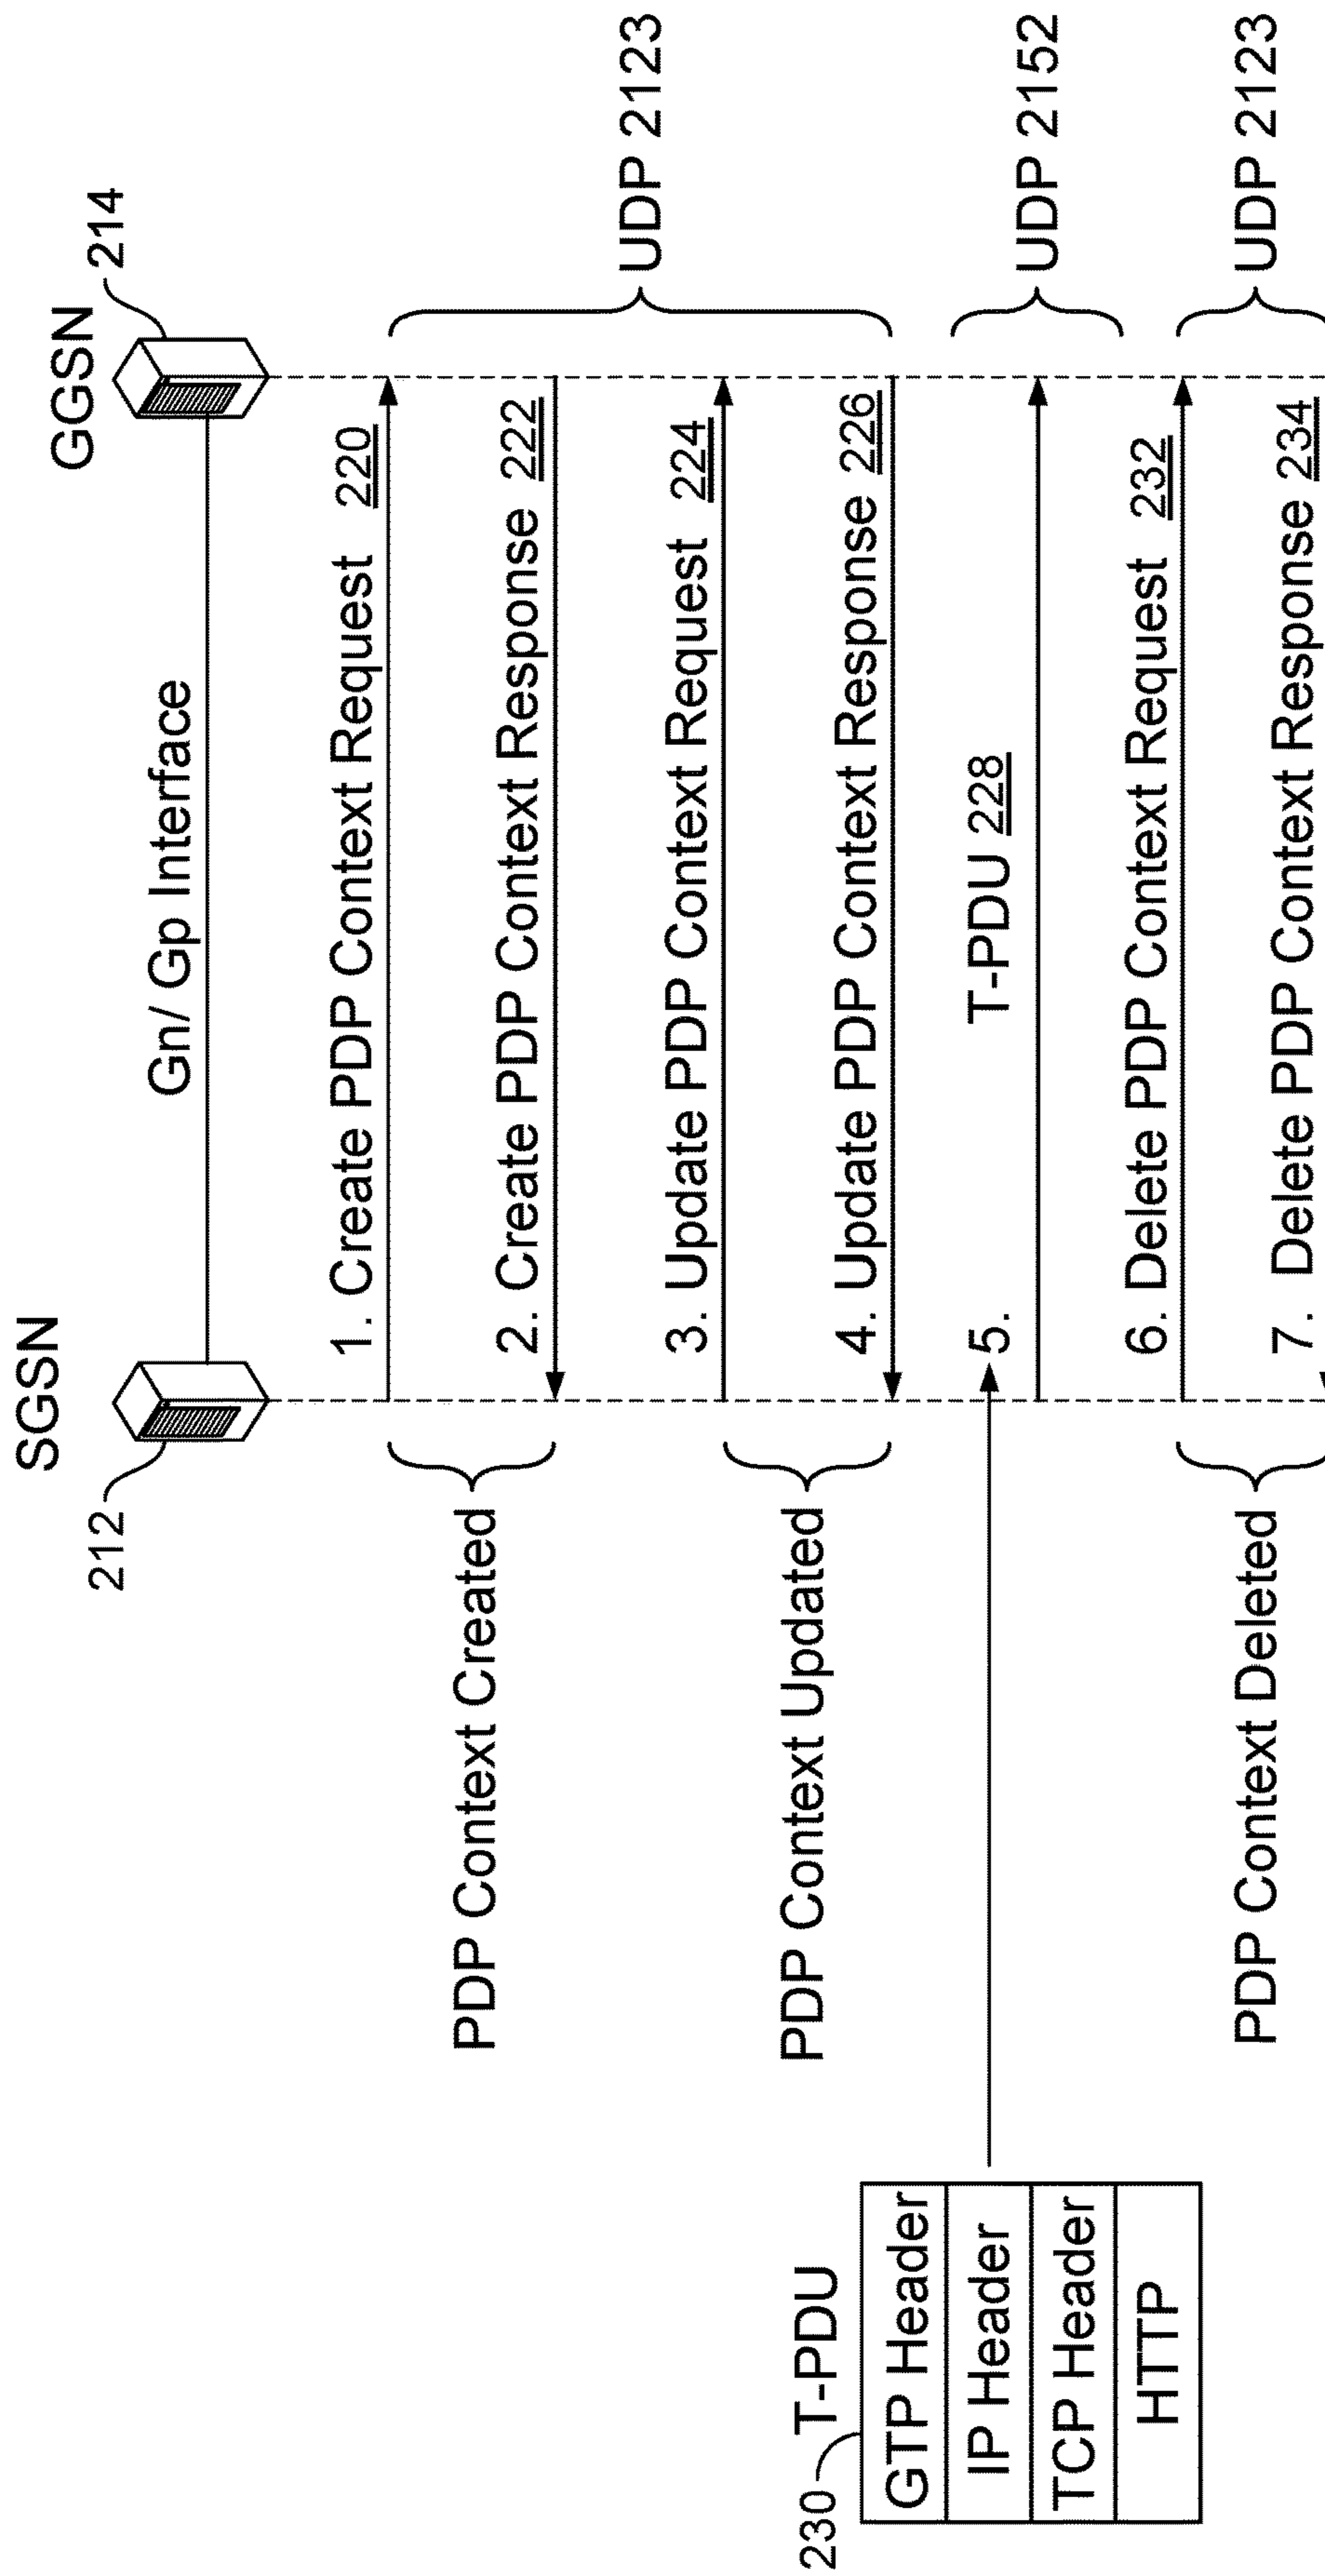 SGSN
GGSN
212
214
Gn/ Gp Interface
1. Create PDP Context Request 220
2. Create PDP Context Response 222
PDP Context Created
3. Update PDP Context Request 224
4. Update PDP Context Response 226
PDP Context Updated
UDP 2123
T-PDU
230
GTP Header
IP Header
TCP Header
HTTP
5. T-PDU 228
UDP 2152
6. Delete PDP Context Request 232
7. Delete PDP Context Response 234
PDP Context Deleted
UDP 2123